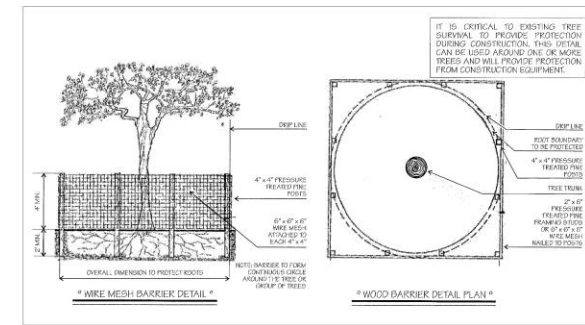 IT IS CRITICAL TO EXISTING TREE
SURVIVAL TO PROVIDE PROTECTION
DURING CONSTRUCTION. THIS DETAIL
CAN BE USED AROUND ONE OR MORE
TREES AND WILL PROVIDE PROTECTION
FROM CONSTRUCTION EQUIPMENT.
DRIP LINE
4" x 4" PRESSURE
TREATED PINE
POSTS
6" x 6" x 6"
WIRE MESH
ATTACHED TO
EACH 4" x 4"
4' MIN.
2' MIN.
OVERALL DIMENSION TO PROTECT ROOTS
NOTE: BARRIER TO FORM
CONTINUOUS CIRCLE
AROUND THE TREE OR
GROUP OF TREES
" WIRE MESH BARRIER DETAIL "
DRIP LINE
ROOT BOUNDARY
TO BE PROTECTED
4" x 4" PRESSURE
TREATED PINE
POSTS
TREE TRUNK
2" x 6"
PRESSURE
TREATED PINE
FRAMING STUDS
OR 6" x 6" x 6"
WIRE MESH
NAILED TO POSTS
" WOOD BARRIER DETAIL PLAN "